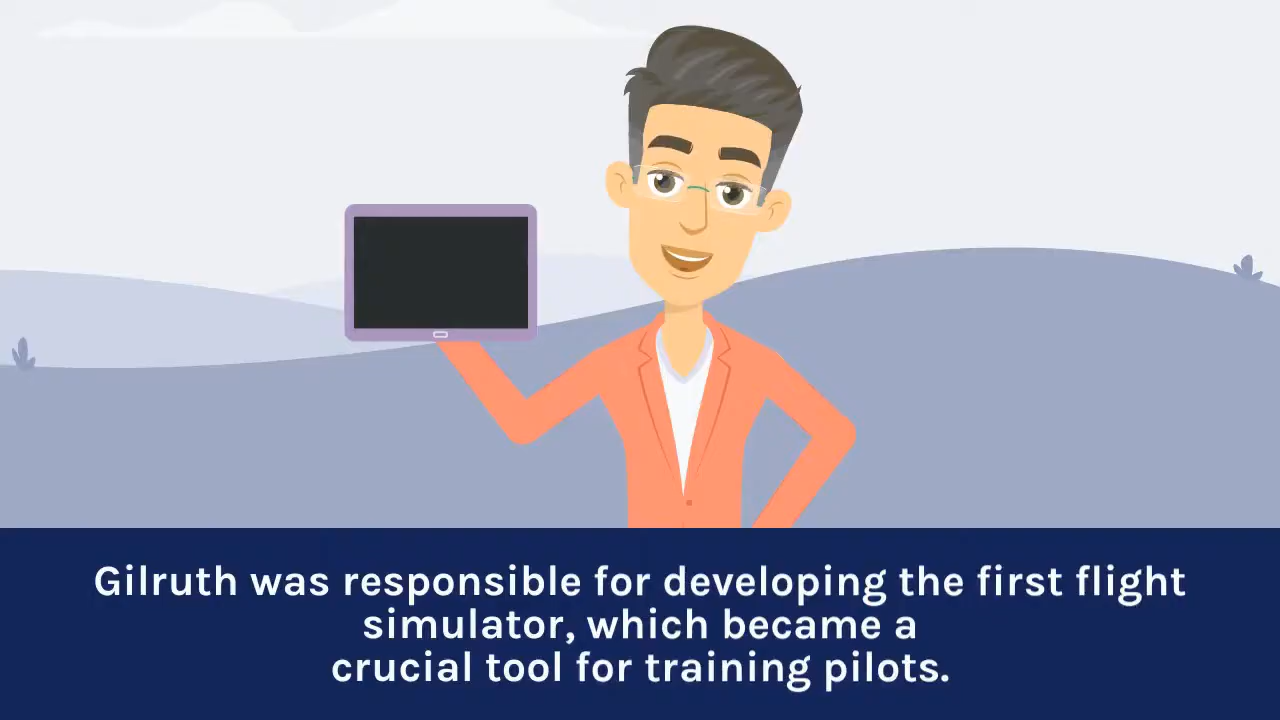 Gilruth was responsible for developing the first flight
simulator, which became a
crucial tool for training pilots.